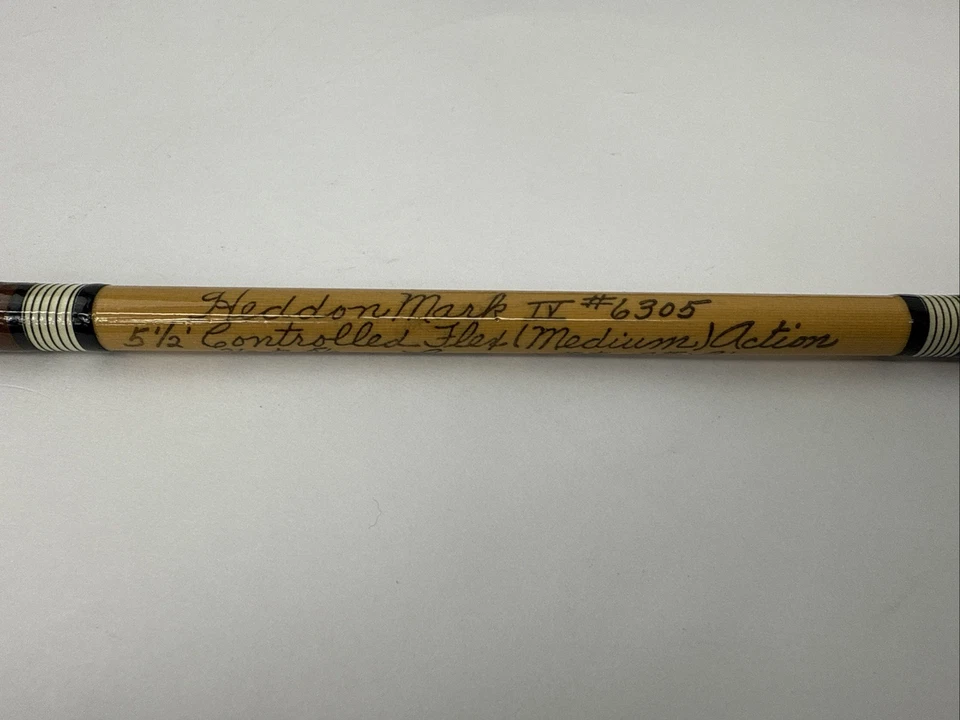 Heddon Mark IV #6305
5½' Controlled Flex (Medium) Action